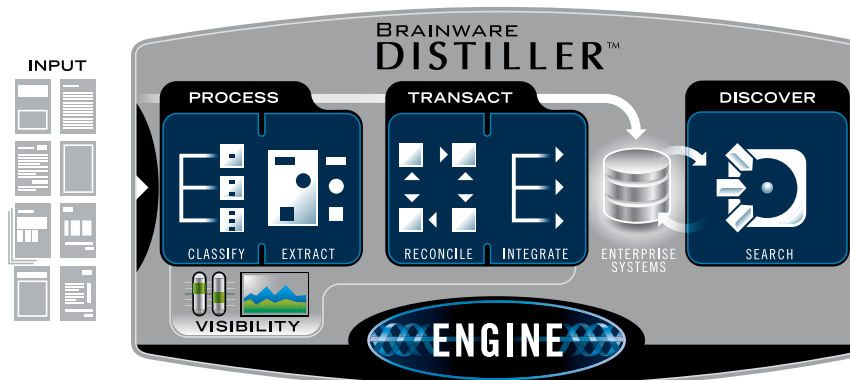 BRAINWARE
DISTILLER™
INPUT
PROCESS
TRANSACT
DISCOVER
CLASSIFY
EXTRACT
RECONCILE
INTEGRATE
ENTERPRISE
SYSTEMS
SEARCH
VISIBILITY
ENGINE